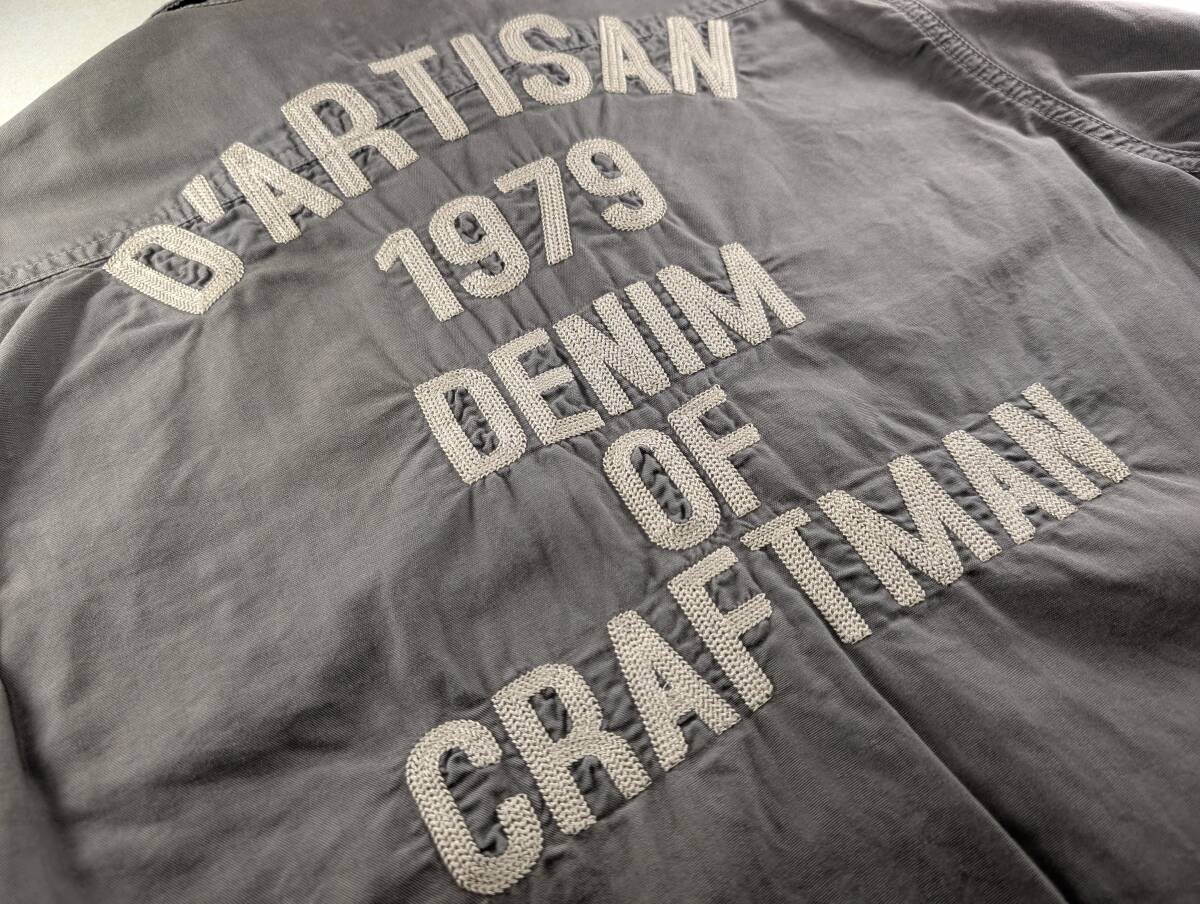 D'ARTISAN
1979
DENIM
OF
CRAFTMAN